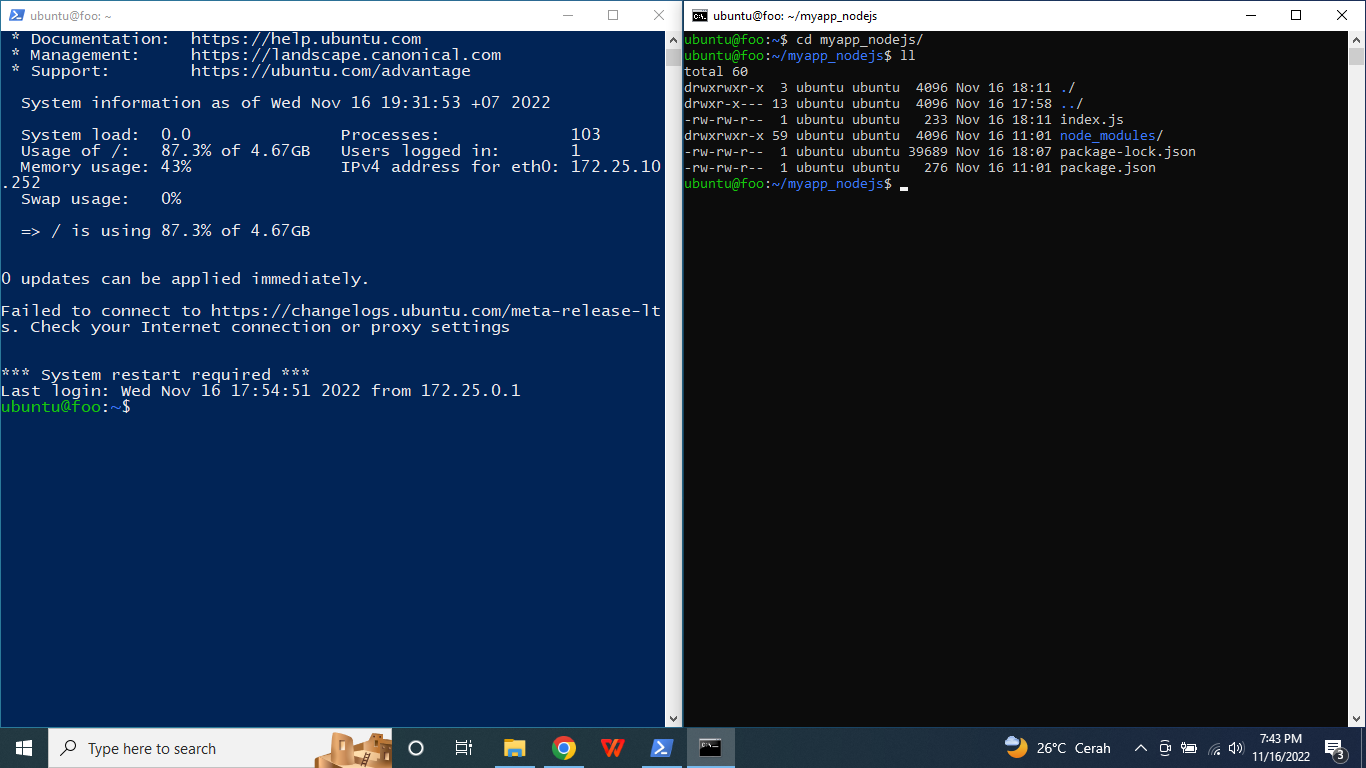 ubuntu@foo: ~
 * Documentation:  https://help.ubuntu.com
 * Management:     https://landscape.canonical.com
 * Support:        https://ubuntu.com/advantage
  System information as of Wed Nov 16 19:31:53 +07 2022
  System load:  0.0               Processes:             103
  Usage of /:   87.3% of 4.67GB   Users logged in:       1
  Memory usage: 43%               IPv4 address for eth0: 172.25.10
.252
  Swap usage:   0%
  => / is using 87.3% of 4.67GB
0 updates can be applied immediately.
Failed to connect to https://changelogs.ubuntu.com/meta-release-lt
s. Check your Internet connection or proxy settings
*** System restart required ***
Last login: Wed Nov 16 17:54:51 2022 from 172.25.0.1
ubuntu@foo:~$
ubuntu@foo: ~/myapp_nodejs
ubuntu@foo:~$ cd myapp_nodejs/
ubuntu@foo:~/myapp_nodejs$ ll
total 60
drwxrwxr-x  3 ubuntu ubuntu  4096 Nov 16 18:11 ./
drwxr-x--- 13 ubuntu ubuntu  4096 Nov 16 17:58 ../
-rw-rw-r--  1 ubuntu ubuntu   233 Nov 16 18:11 index.js
drwxrwxr-x 59 ubuntu ubuntu  4096 Nov 16 11:01 node_modules/
-rw-rw-r--  1 ubuntu ubuntu 39689 Nov 16 18:07 package-lock.json
-rw-rw-r--  1 ubuntu ubuntu   276 Nov 16 11:01 package.json
ubuntu@foo:~/myapp_nodejs$
Type here to search
26°C Cerah
7:43 PM
11/16/2022
3